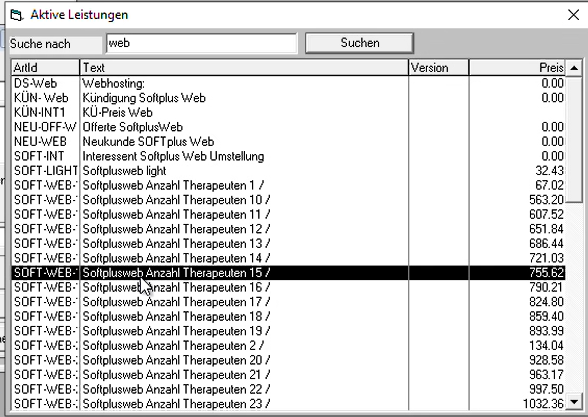 Aktive Leistungen
Suche nach web Suchen
ArtId Text Version Preis
DS-Web Webhosting: 0.00
KÜN- Web Kündigung Softplus Web 0.00
KÜN-INT1 KÜ-Preis Web
NEU-OFF-W Offerte SoftplusWeb 0.00
NEU-WEB Neukunde SOFTplus Web 0.00
SOFT-INT Interessent Softplus Web Umstellung 0.00
SOFT-LIGHT Softplusweb light 32.43
SOFT-WEB- Softplusweb Anzahl Therapeuten 1 / 67.02
SOFT-WEB- Softplusweb Anzahl Therapeuten 10 / 563.20
SOFT-WEB- Softplusweb Anzahl Therapeuten 11 / 607.52
SOFT-WEB- Softplusweb Anzahl Therapeuten 12 / 651.84
SOFT-WEB- Softplusweb Anzahl Therapeuten 13 / 686.44
SOFT-WEB- Softplusweb Anzahl Therapeuten 14 / 721.03
SOFT-WEB- Softplusweb Anzahl Therapeuten 15 / 755.62
SOFT-WEB- Softplusweb Anzahl Therapeuten 16 / 790.21
SOFT-WEB- Softplusweb Anzahl Therapeuten 17 / 824.80
SOFT-WEB- Softplusweb Anzahl Therapeuten 18 / 859.40
SOFT-WEB- Softplusweb Anzahl Therapeuten 19 / 893.99
SOFT-WEB- Softplusweb Anzahl Therapeuten 2 / 134.04
SOFT-WEB- Softplusweb Anzahl Therapeuten 20 / 928.58
SOFT-WEB- Softplusweb Anzahl Therapeuten 21 / 963.17
SOFT-WEB- Softplusweb Anzahl Therapeuten 22 / 997.50
SOFT-WEB- Softplusweb Anzahl Therapeuten 23 / 1032.36